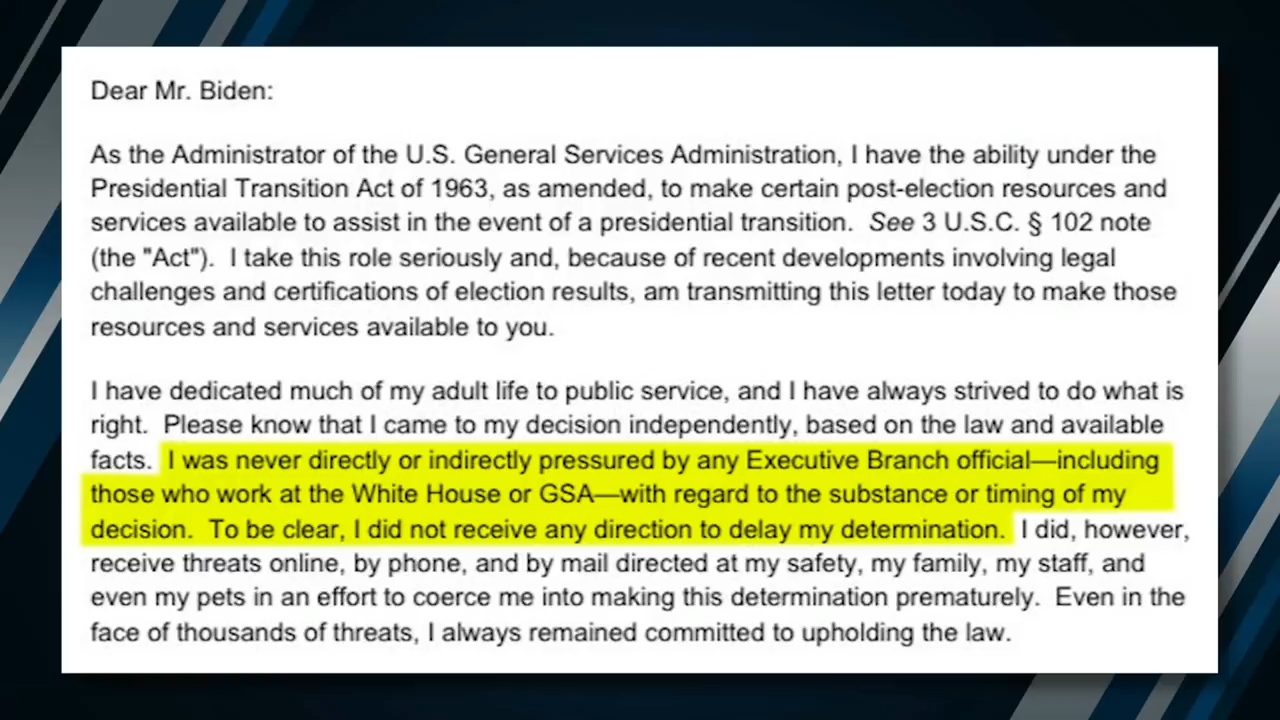 Dear Mr. Biden:
As the Administrator of the U.S. General Services Administration, I have the ability under the
Presidential Transition Act of 1963, as amended, to make certain post-election resources and
services available to assist in the event of a presidential transition.  See 3 U.S.C. § 102 note
(the "Act").  I take this role seriously and, because of recent developments involving legal
challenges and certifications of election results, am transmitting this letter today to make those
resources and services available to you.
I have dedicated much of my adult life to public service, and I have always strived to do what is
right.  Please know that I came to my decision independently, based on the law and available
facts.  I was never directly or indirectly pressured by any Executive Branch official—including
those who work at the White House or GSA—with regard to the substance or timing of my
decision.  To be clear, I did not receive any direction to delay my determination.  I did, however,
receive threats online, by phone, and by mail directed at my safety, my family, my staff, and
even my pets in an effort to coerce me into making this determination prematurely.  Even in the
face of thousands of threats, I always remained committed to upholding the law.